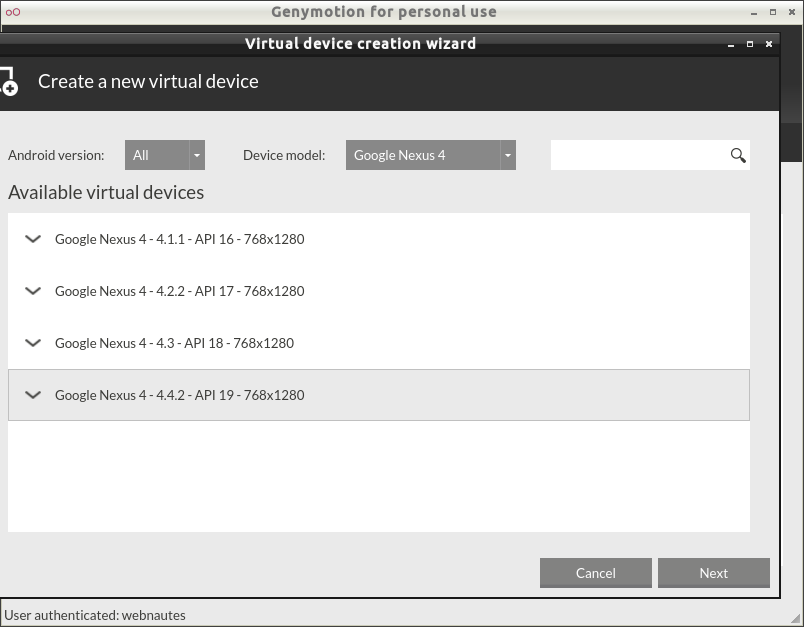 Genymotion for personal use
Virtual device creation wizard
Create a new virtual device
Android version: All Device model: Google Nexus 4
Available virtual devices
Google Nexus 4 - 4.1.1 - API 16 - 768x1280
Google Nexus 4 - 4.2.2 - API 17 - 768x1280
Google Nexus 4 - 4.3 - API 18 - 768x1280
Google Nexus 4 - 4.4.2 - API 19 - 768x1280
Cancel Next
User authenticated: webnautes